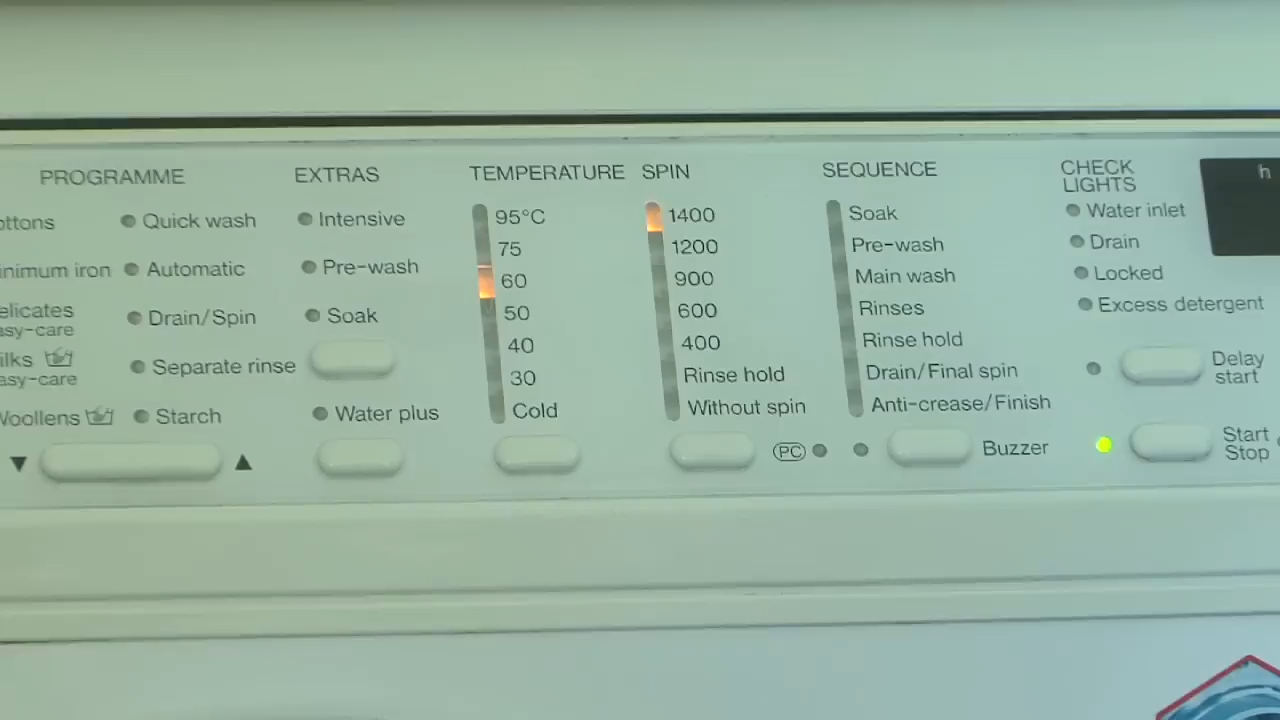 PROGRAMME
Quick wash
Automatic
Drain/Spin
Separate rinse
Starch
minimum iron
EXTRAS
Intensive
Pre-wash
Soak
Water plus
TEMPERATURE
95°C
75
60
50
40
30
Cold
SPIN
1400
1200
900
600
400
Rinse hold
Without spin
PC
SEQUENCE
Soak
Pre-wash
Main wash
Rinses
Rinse hold
Drain/Final spin
Anti-crease/Finish
Buzzer
CHECK
LIGHTS
Water inlet
Drain
Locked
Excess detergent
Delay
start
Start
Stop
h